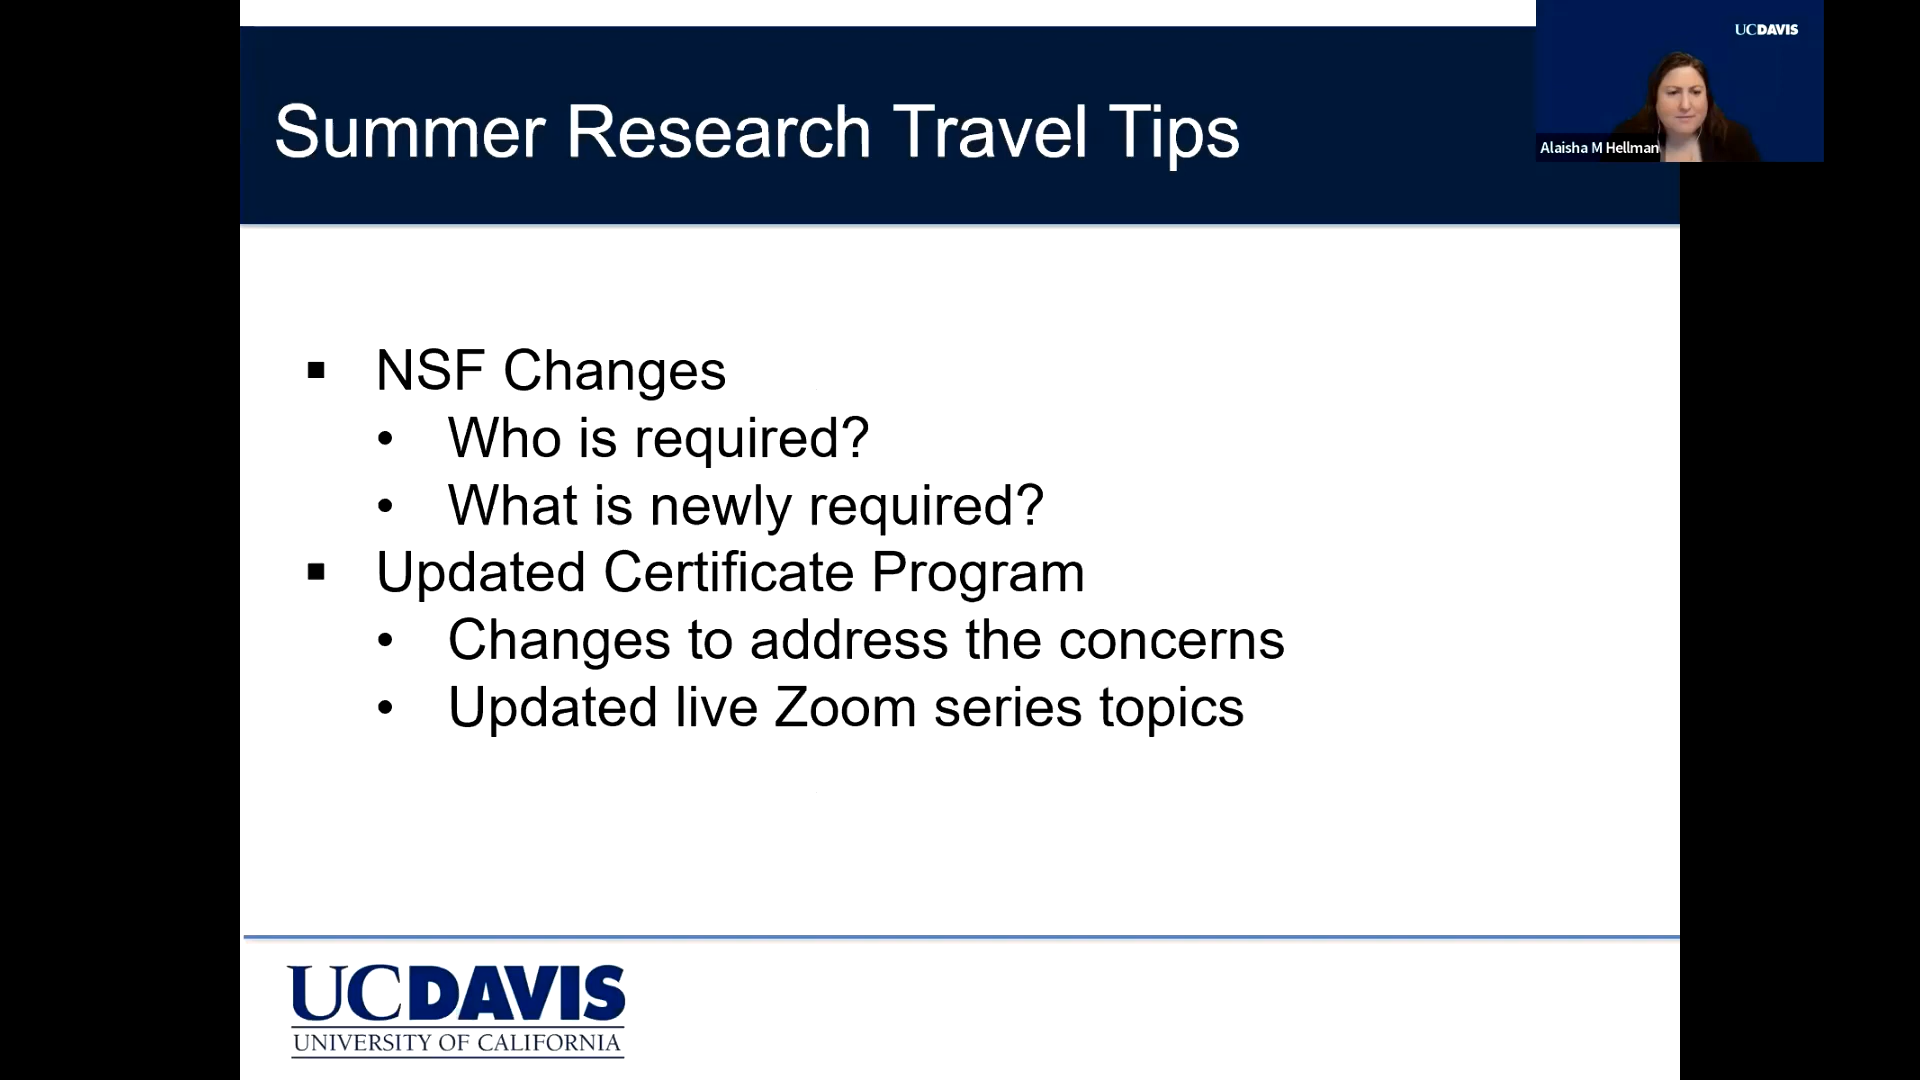 UCDAVIS
Alaisha M Hellman
Summer Research Travel Tips
▪ NSF Changes
• Who is required?
• What is newly required?
▪ Updated Certificate Program
• Changes to address the concerns
• Updated live Zoom series topics
UCDAVIS
UNIVERSITY OF CALIFORNIA